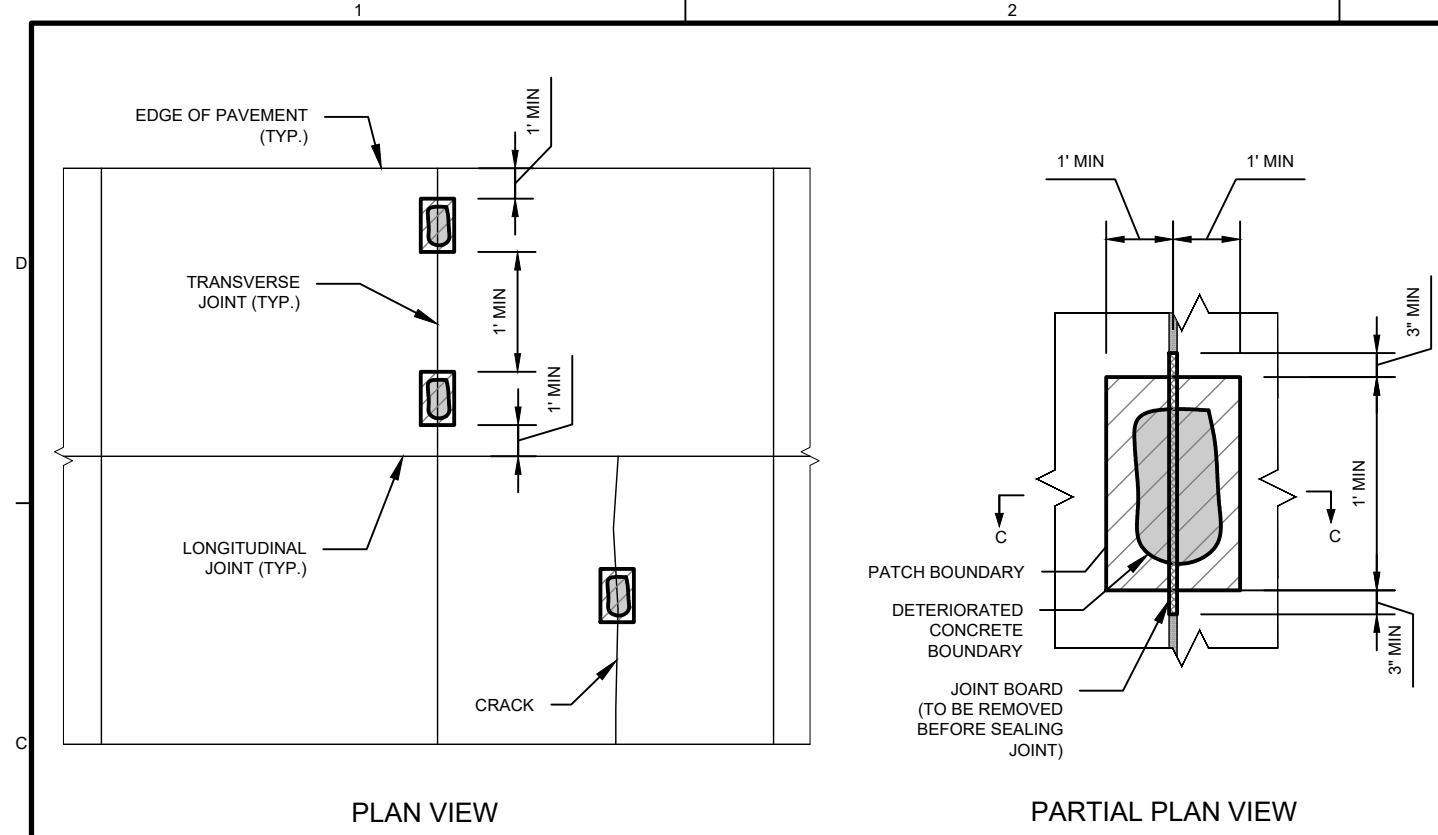 1
2
D
C
EDGE OF PAVEMENT
(TYP.)
1' MIN
TRANSVERSE
JOINT (TYP.)
1' MIN
1' MIN
LONGITUDINAL
JOINT (TYP.)
CRACK
PLAN VIEW
1' MIN
1' MIN
3" MIN
1' MIN
C
C
PATCH BOUNDARY
DETERIORATED
CONCRETE
BOUNDARY
3" MIN
JOINT BOARD
(TO BE REMOVED
BEFORE SEALING
JOINT)
PARTIAL PLAN VIEW